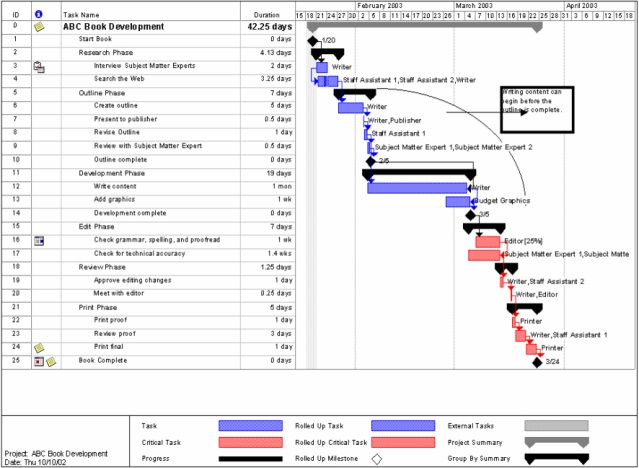 ID Task Name Duration February 2003 March 2003 April 2003
15 18 21 24 27 30 2 5 8 11 14 17 20 23 26 1 4 7 10 13 16 19 22 25 28 31 3 6 9 12 15 18
0 ABC Book Development 42.25 days
1 Start Book 0 days 1/20
2 Research Phase 4.13 days
3 Interview Subject Matter Experts 2 days Writer
4 Search the Web 3.25 days Staff Assistant 1,Staff Assistant 2,Writer
5 Outline Phase 7 days
6 Create outline 5 days Writer
7 Present to publisher 0.5 days Writer,Publisher
8 Revise Outline 1 day Staff Assistant 1
9 Review with Subject Matter Expert 0.5 days Subject Matter Expert 1,Subject Matter Expert 2
10 Outline complete 0 days 2/5
11 Development Phase 19 days
12 Write content 1 mon Writer
13 Add graphics 1 wk Budget Graphics
14 Development complete 0 days 3/5
15 Edit Phase 7 days
16 Check grammar, spelling, and proofread 1 wk Editor[25%]
17 Check for technical accuracy 1.4 wks Subject Matter Expert 1,Subject Matte
18 Review Phase 1.25 days
19 Approve editing changes 1 day Writer,Staff Assistant 2
20 Meet with editor 0.25 days Writer,Editor
21 Print Phase 5 days
22 Print proof 1 day Printer
23 Review proof 3 days Writer,Staff Assistant 1
24 Print final 1 day Printer
25 Book Complete 0 days 3/24
Writing content can
begin before the
outline is complete.
Project: ABC Book Development
Date: Thu 10/10/02
Task Rolled Up Task External Tasks
Critical Task Rolled Up Critical Task Project Summary
Progress Rolled Up Milestone Group By Summary